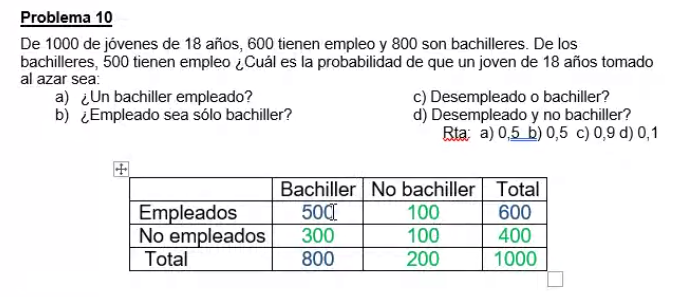 Problema 10
De 1000 de jóvenes de 18 años, 600 tienen empleo y 800 son bachilleres. De los
bachilleres, 500 tienen empleo ¿Cuál es la probabilidad de que un joven de 18 años tomado
al azar sea:
a) ¿Un bachiller empleado? c) Desempleado o bachiller?
b) ¿Empleado sea sólo bachiller? d) Desempleado y no bachiller?
Rta: a) 0,5 b) 0,5 c) 0,9 d) 0,1
Bachiller No bachiller Total
Empleados 500 100 600
No empleados 300 100 400
Total 800 200 1000